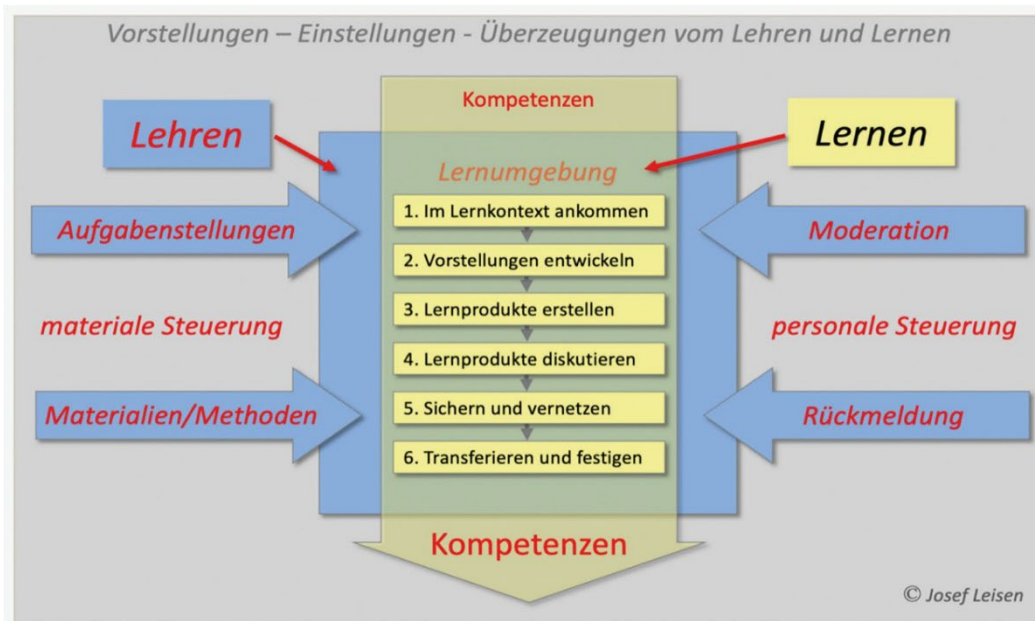 Vorstellungen – Einstellungen - Überzeugungen vom Lehren und Lernen
Kompetenzen
Lehren
Lernen
Lernumgebung
1. Im Lernkontext ankommen
Aufgabenstellungen
Moderation
2. Vorstellungen entwickeln
3. Lernprodukte erstellen
materiale Steuerung
personale Steuerung
4. Lernprodukte diskutieren
Materialien/Methoden
5. Sichern und vernetzen
Rückmeldung
6. Transferieren und festigen
Kompetenzen
© Josef Leisen